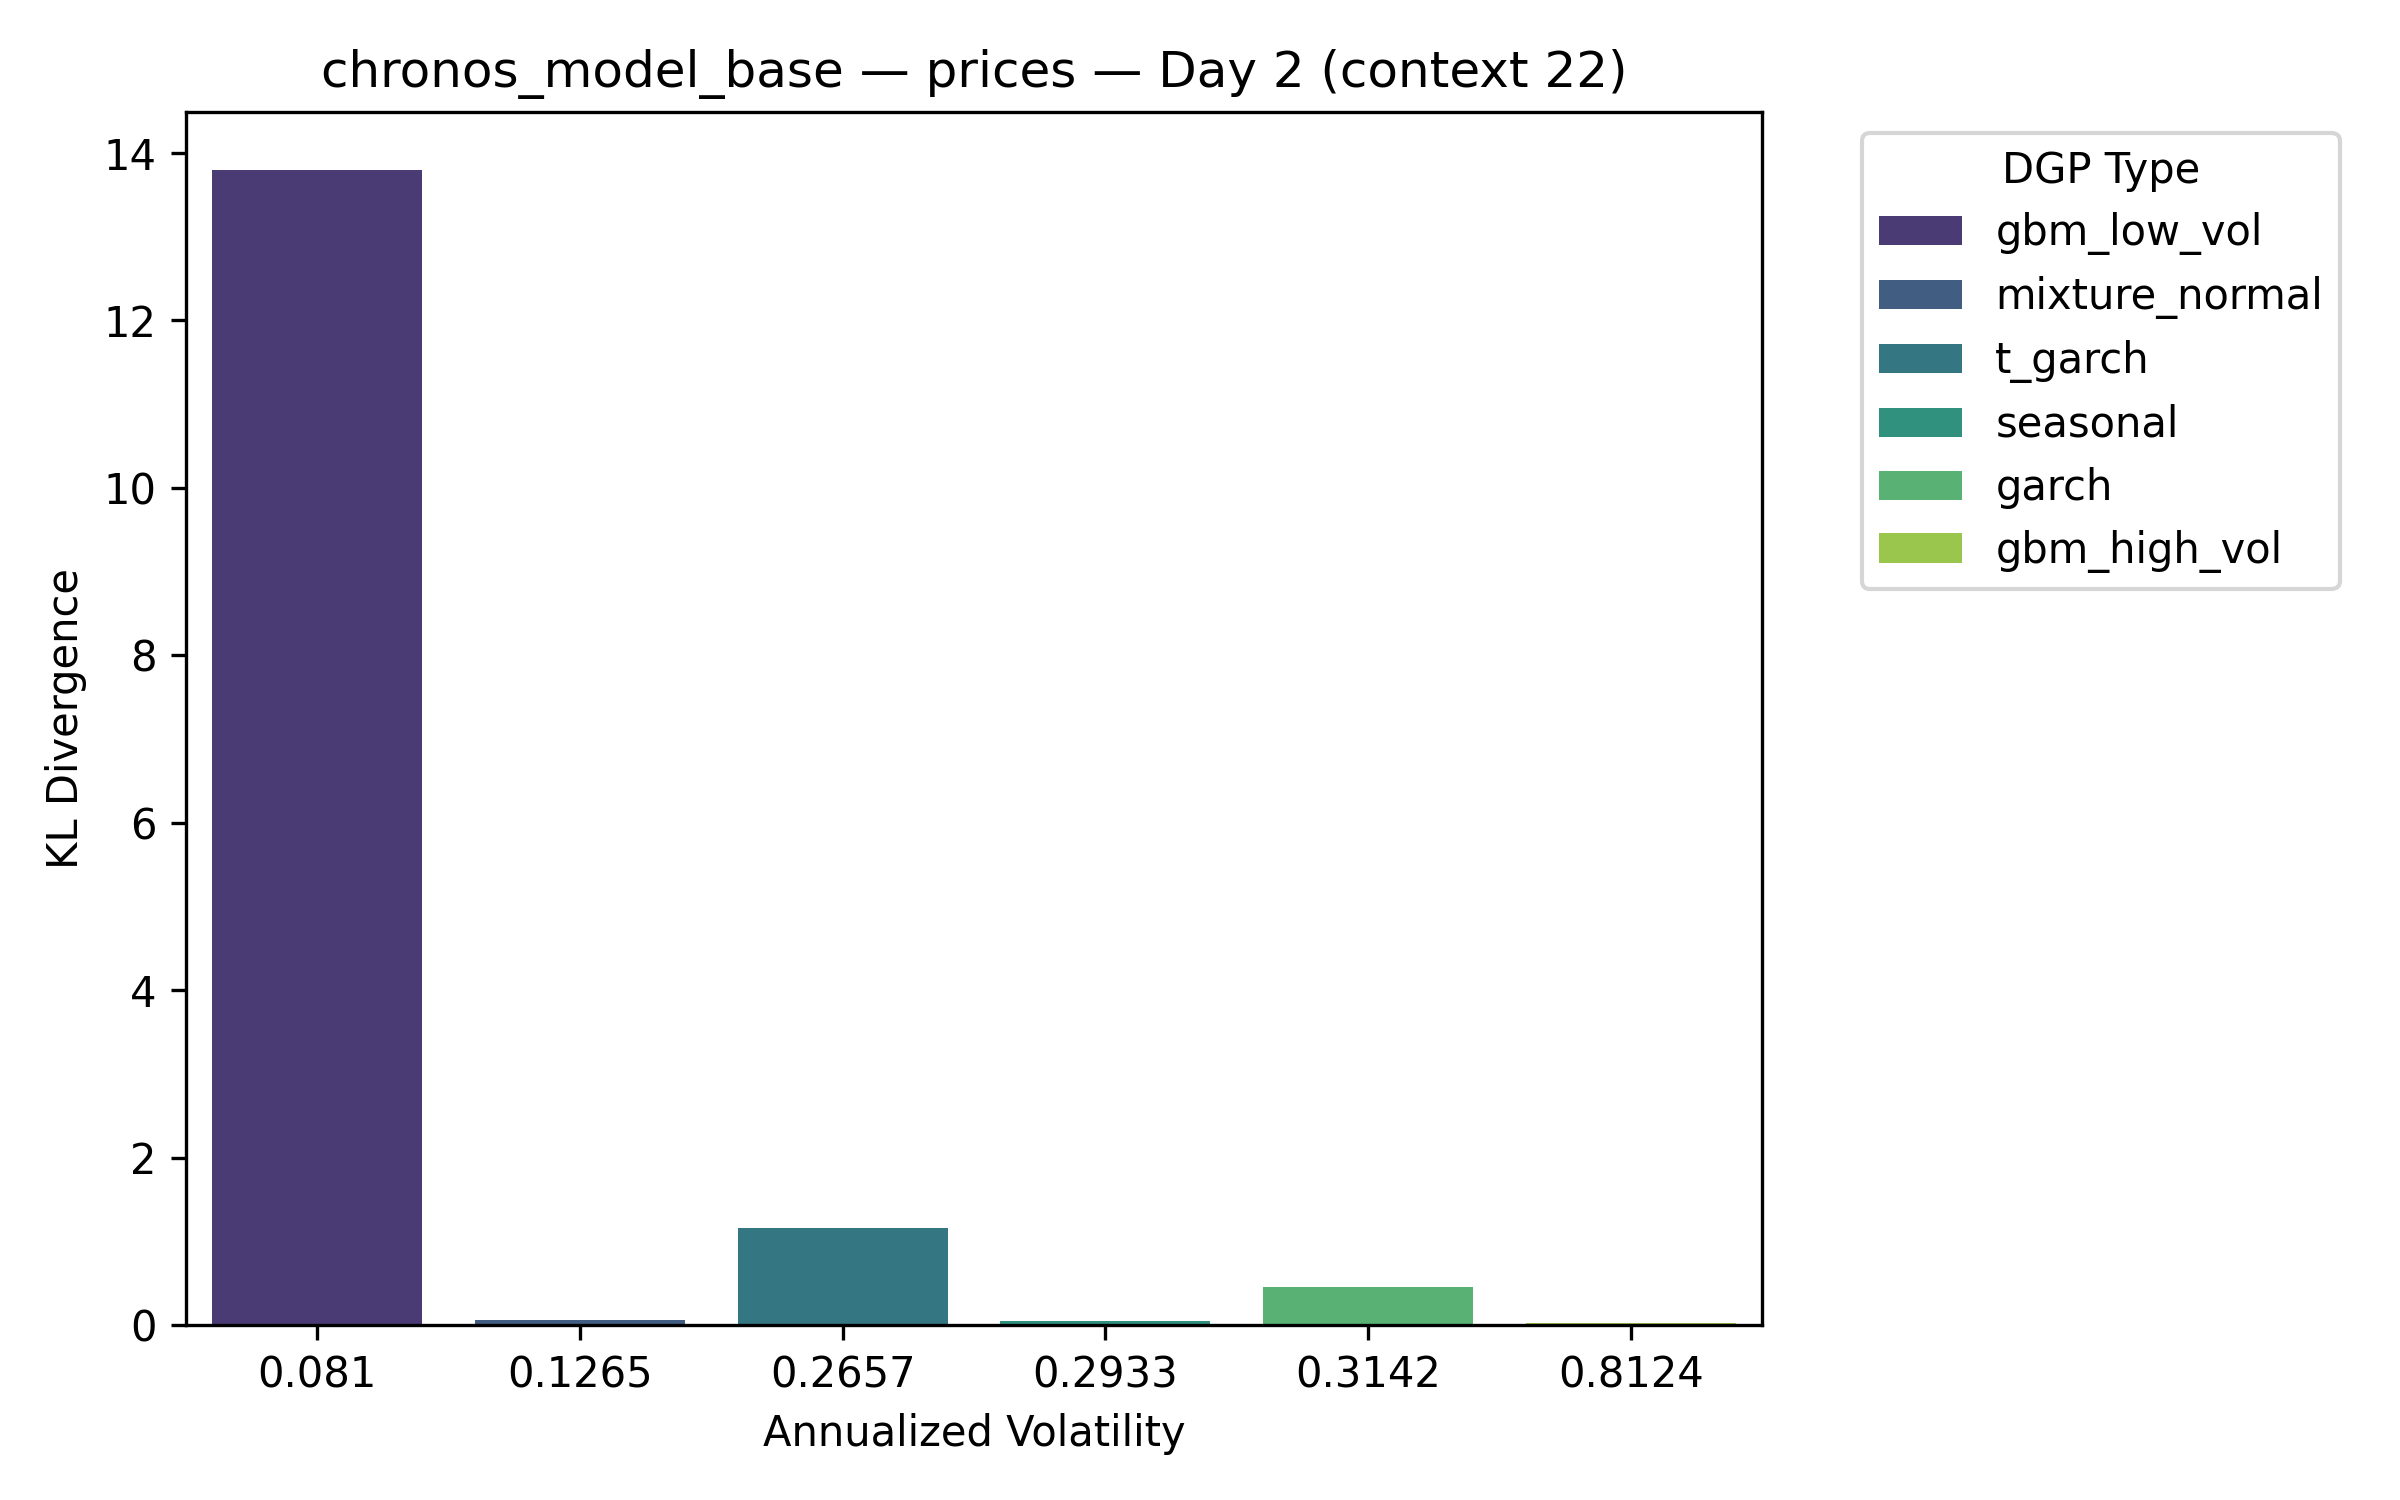 chronos_model_base — prices — Day 2 (context 22)
14
12
10
8
6
4
2
0
KL Divergence
0.081 0.1265 0.2657 0.2933 0.3142 0.8124
Annualized Volatility
DGP Type
gbm_low_vol
mixture_normal
t_garch
seasonal
garch
gbm_high_vol